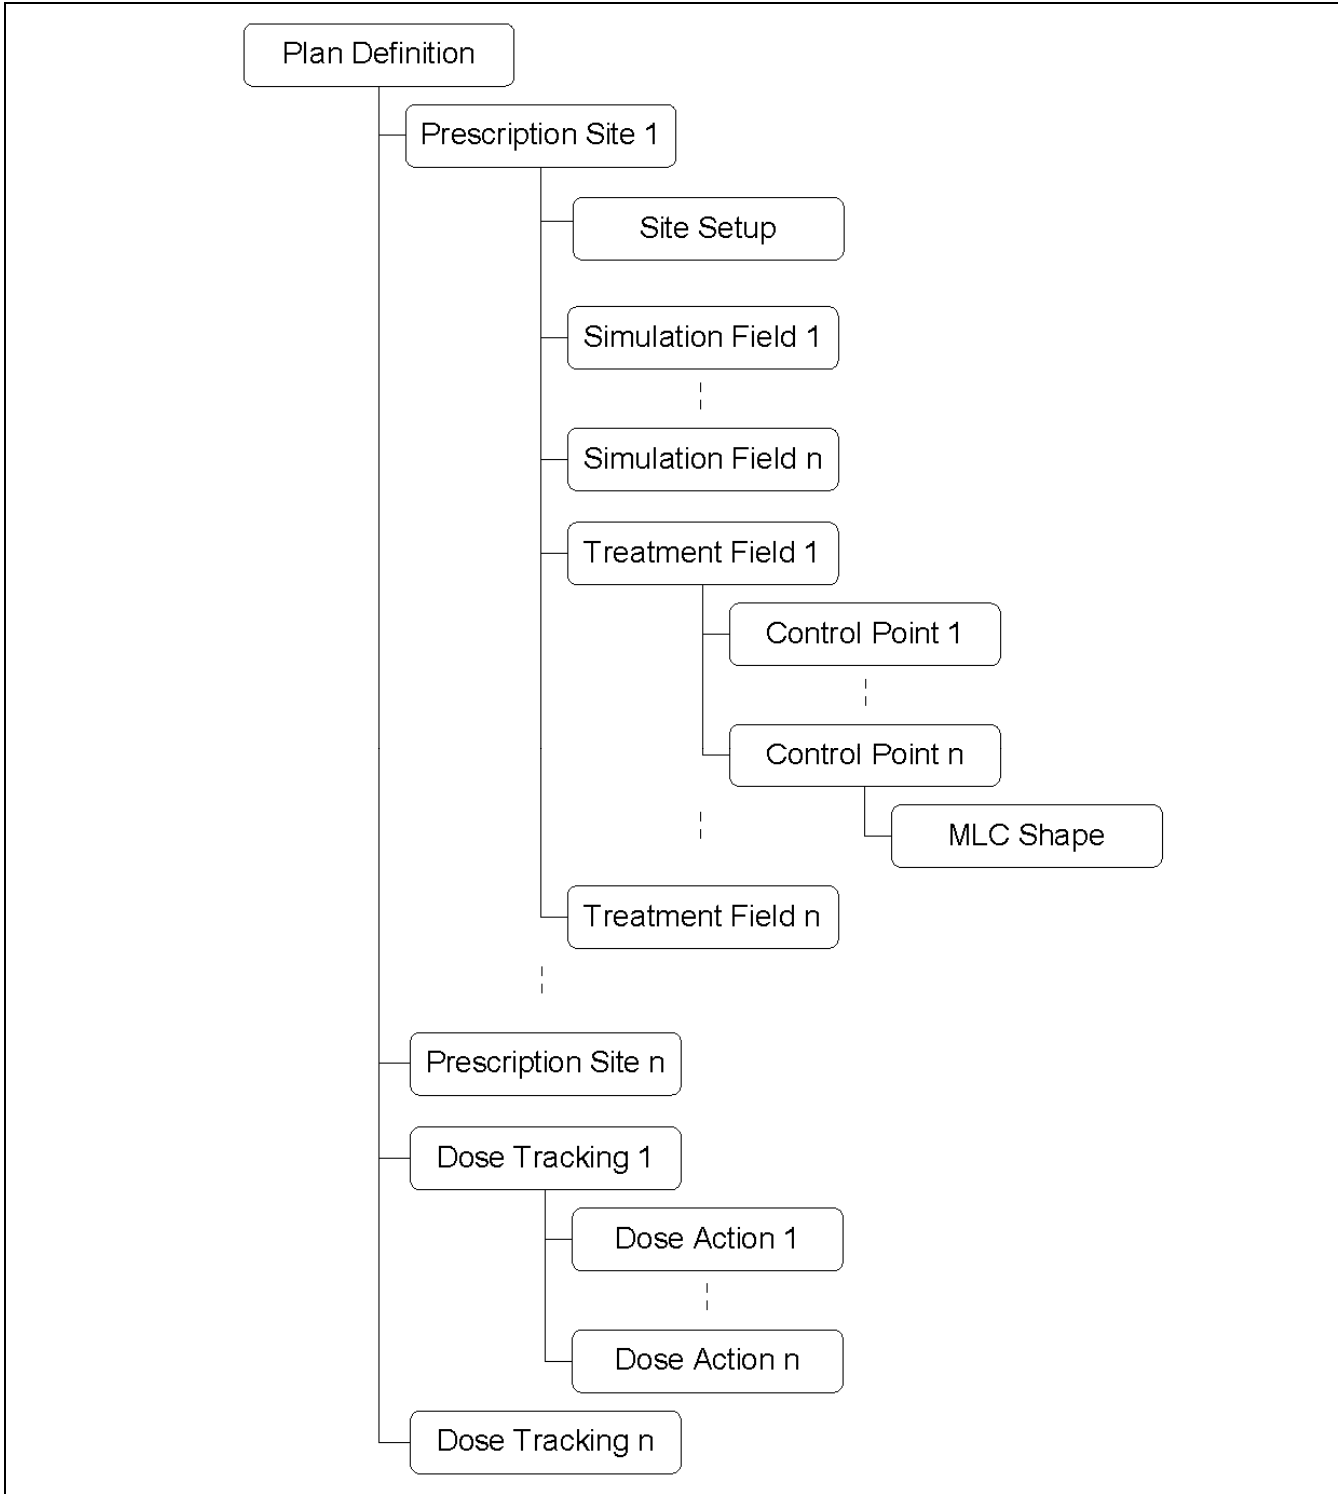 Plan Definition
Prescription Site 1
Site Setup
Simulation Field 1
Simulation Field n
Treatment Field 1
Control Point 1
Control Point n
MLC Shape
Treatment Field n
Prescription Site n
Dose Tracking 1
Dose Action 1
Dose Action n
Dose Tracking n